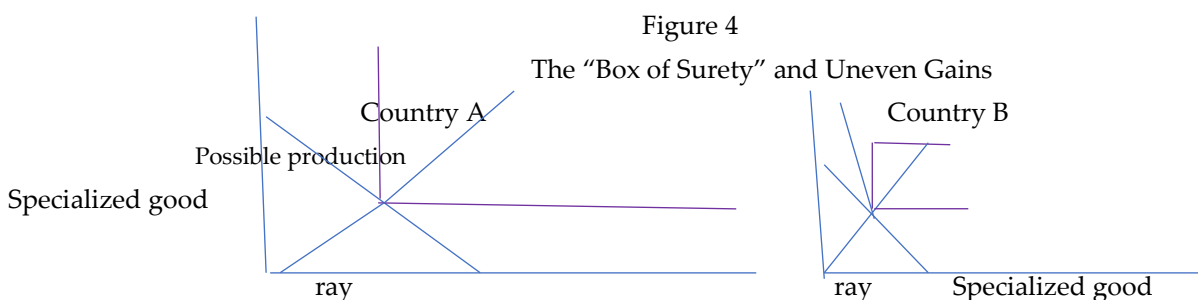 Figure 4
The “Box of Surety” and Uneven Gains
Country A
Country B
Possible production
Specialized good
ray
ray
Specialized good